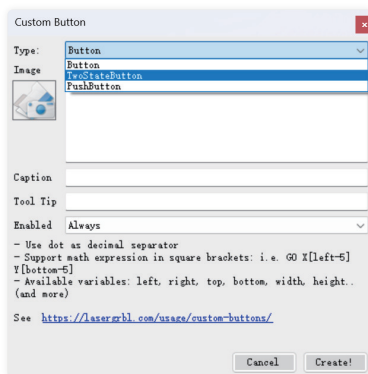 Custom Button
Type: Button
Image
Button
TwoStateButton
PushButton
Caption
Tool Tip
Enabled Always
- Use dot as decimal separator
- Support math expression in square brackets: i.e. GO X[left-5]
Y[bottom-5]
- Available variables: left, right, top, bottom, width, height..
(and more)
See https://lasergrbl.com/usage/custom-buttons/
Cancel Create!